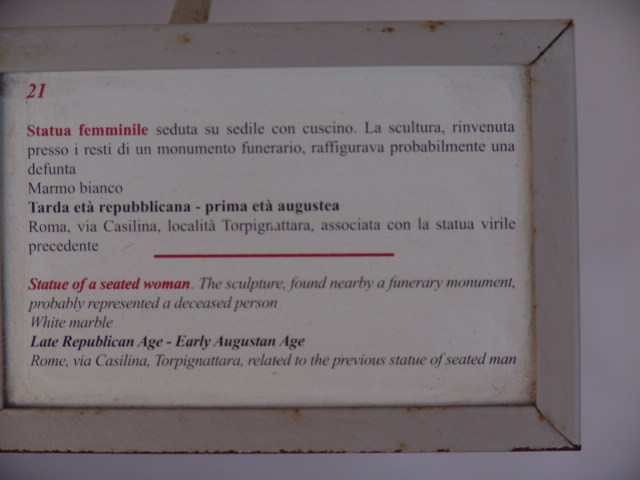 21
Statua femminile seduta su sedile con cuscino. La scultura, rinvenuta
presso i resti di un monumento funerario, raffigurava probabilmente una
defunta
Marmo bianco
Tarda età repubblicana - prima età augustea
Roma, via Casilina, località Torpignattara, associata con la statua virile
precedente
Statue of a seated woman. The sculpture, found nearby a funerary monument,
probably represented a deceased person
White marble
Late Republican Age - Early Augustan Age
Rome, via Casilina, Torpignattara, related to the previous statue of seated man